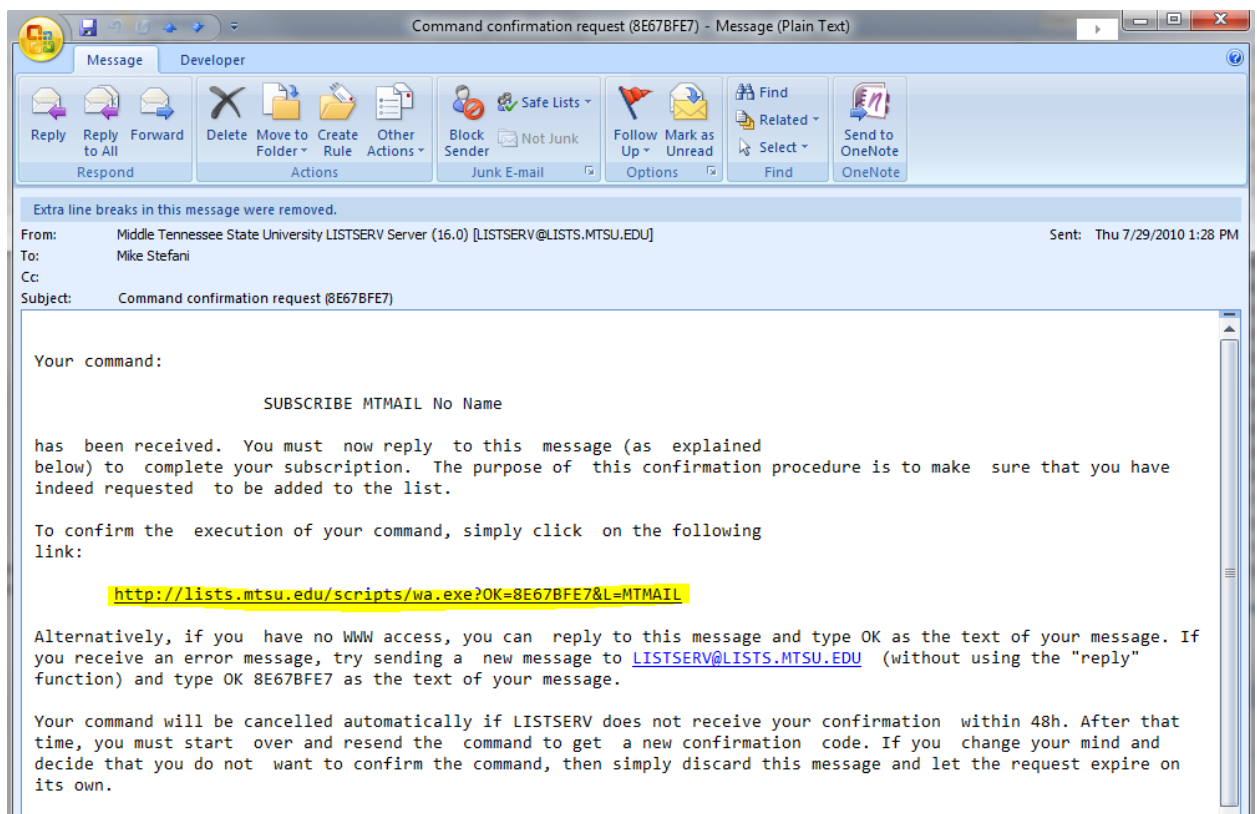 Command confirmation request (8E67BFE7) - Message (Plain Text)
Message Developer
Reply Reply to All Forward Delete Move to Folder Create Rule Other Actions Block Sender Safe Lists Not Junk Follow Up Mark as Unread Find Related Select Send to OneNote
Respond Actions Junk E-mail Options Find OneNote
Extra line breaks in this message were removed.
From: Middle Tennessee State University LISTSERV Server (16.0) [LISTSERV@LISTS.MTSU.EDU] Sent: Thu 7/29/2010 1:28 PM
To: Mike Stefani
Cc:
Subject: Command confirmation request (8E67BFE7)
Your command:
SUBSCRIBE MTMAIL No Name
has been received. You must now reply to this message (as explained
below) to complete your subscription. The purpose of this confirmation procedure is to make sure that you have
indeed requested to be added to the list.
To confirm the execution of your command, simply click on the following
link:
http://lists.mtsu.edu/scripts/wa.exe?OK=8E67BFE7&L=MTMAIL
Alternatively, if you have no WWW access, you can reply to this message and type OK as the text of your message. If
you receive an error message, try sending a new message to LISTSERV@LISTS.MTSU.EDU (without using the "reply"
function) and type OK 8E67BFE7 as the text of your message.
Your command will be cancelled automatically if LISTSERV does not receive your confirmation within 48h. After that
time, you must start over and resend the command to get a new confirmation code. If you change your mind and
decide that you do not want to confirm the command, then simply discard this message and let the request expire on
its own.